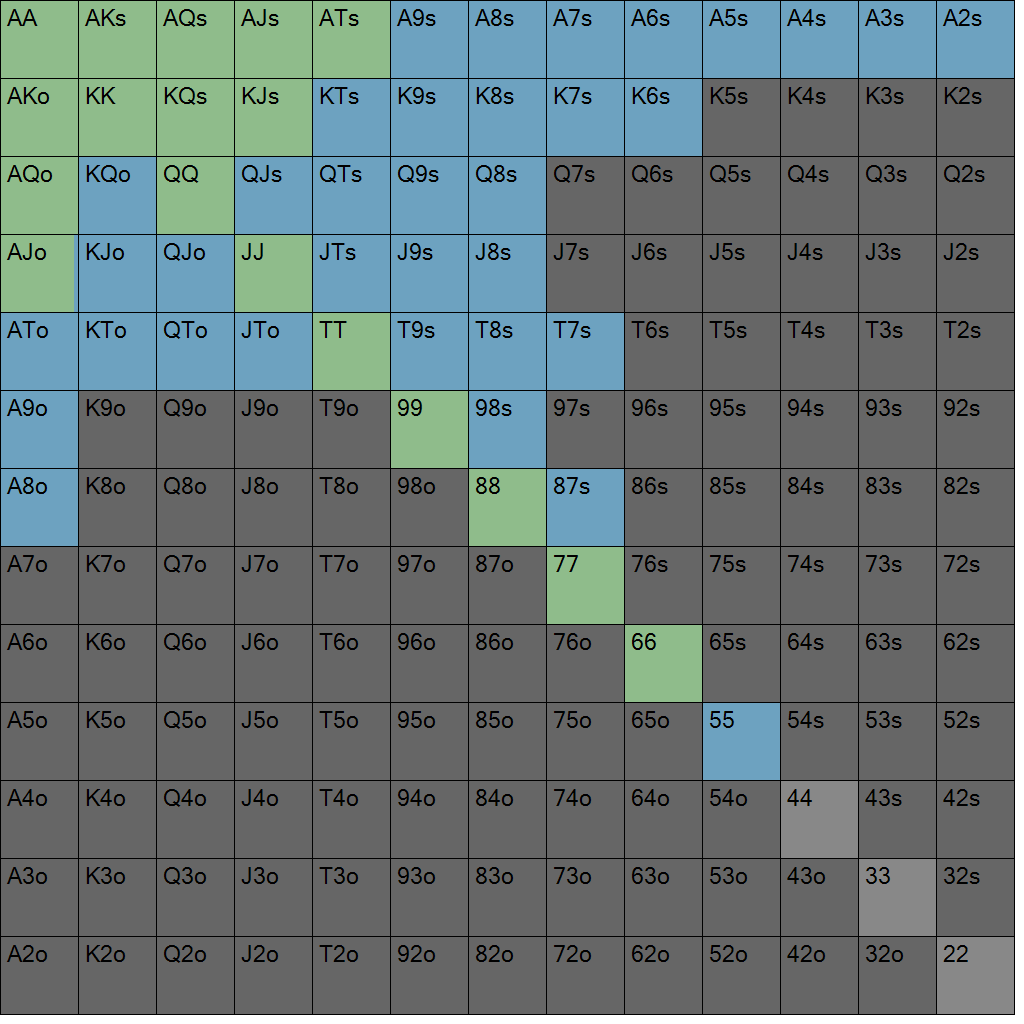 AA AKs AQs AJs ATs A9s A8s A7s A6s A5s A4s A3s A2s
AKo KK KQs KJs KTs K9s K8s K7s K6s K5s K4s K3s K2s
AQo KQo QQ QJs QTs Q9s Q8s Q7s Q6s Q5s Q4s Q3s Q2s
AJo KJo QJo JJ JTs J9s J8s J7s J6s J5s J4s J3s J2s
ATo KTo QTo JTo TT T9s T8s T7s T6s T5s T4s T3s T2s
A9o K9o Q9o J9o T9o 99 98s 97s 96s 95s 94s 93s 92s
A8o K8o Q8o J8o T8o 98o 88 87s 86s 85s 84s 83s 82s
A7o K7o Q7o J7o T7o 97o 87o 77 76s 75s 74s 73s 72s
A6o K6o Q6o J6o T6o 96o 86o 76o 66 65s 64s 63s 62s
A5o K5o Q5o J5o T5o 95o 85o 75o 65o 55 54s 53s 52s
A4o K4o Q4o J4o T4o 94o 84o 74o 64o 54o 44 43s 42s
A3o K3o Q3o J3o T3o 93o 83o 73o 63o 53o 43o 33 32s
A2o K2o Q2o J2o T2o 92o 82o 72o 62o 52o 42o 32o 22